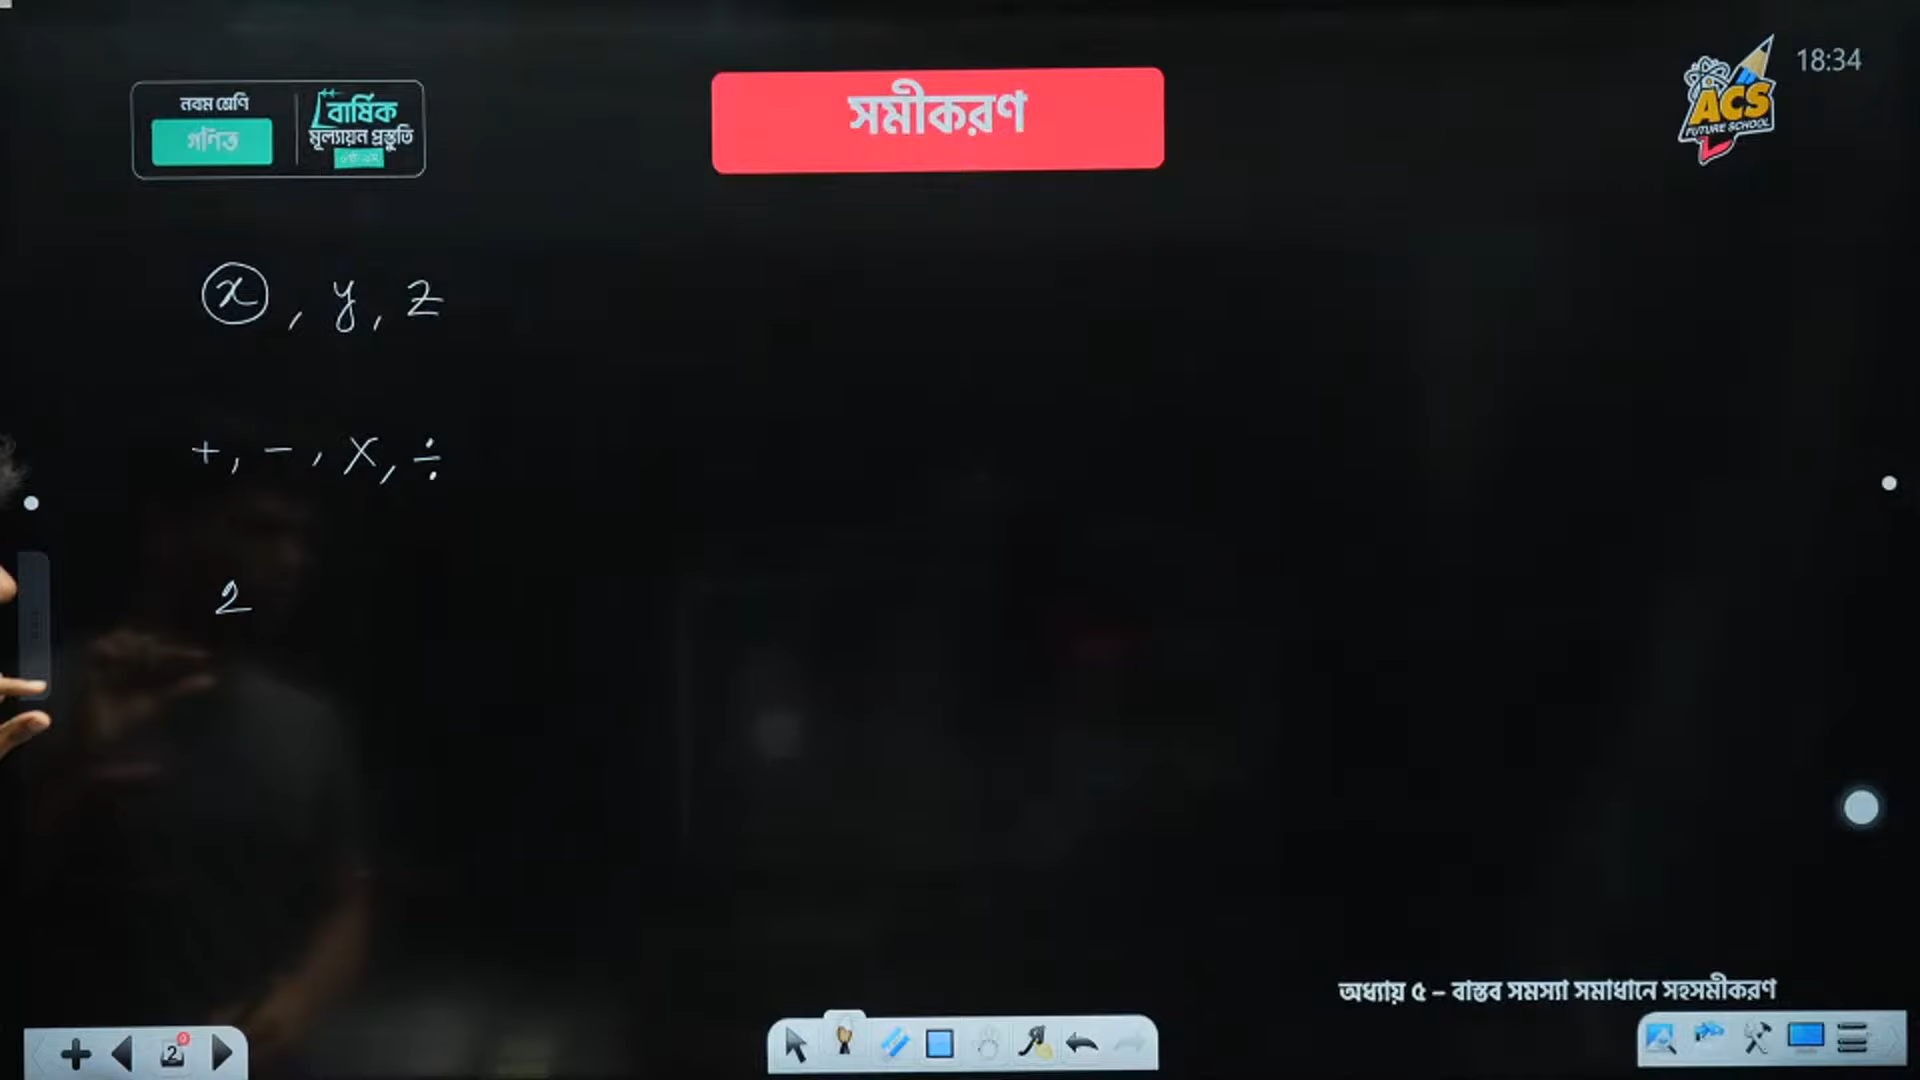 নবম শ্রেণি
গণিত
বার্ষিক
মূল্যায়ন প্রস্তুতি
সমীকরণ
ACS
FUTURE SCHOOL
18:34
x, y, z
+, -, ×, ÷
2
অধ্যায় ৫ – বাস্তব সমস্যা সমাধানে সহসমীকরণ
2